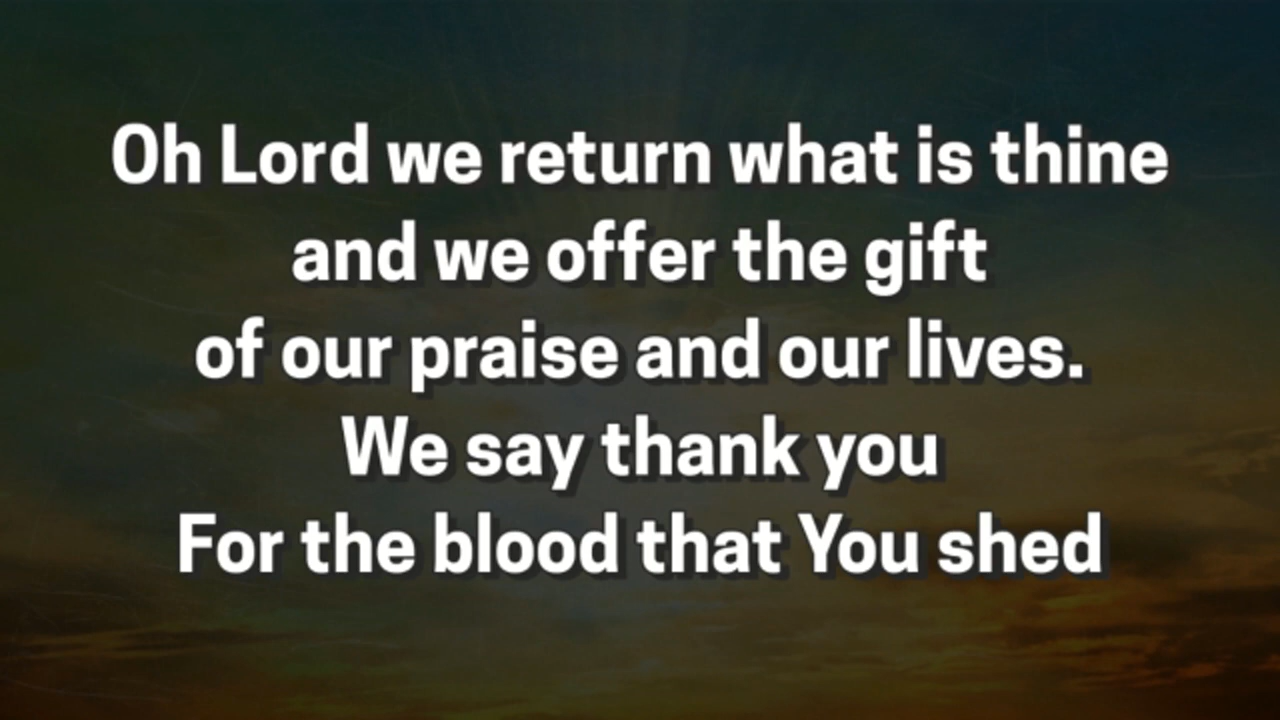 Oh Lord we return what is thine
and we offer the gift
of our praise and our lives.
We say thank you
For the blood that You shed